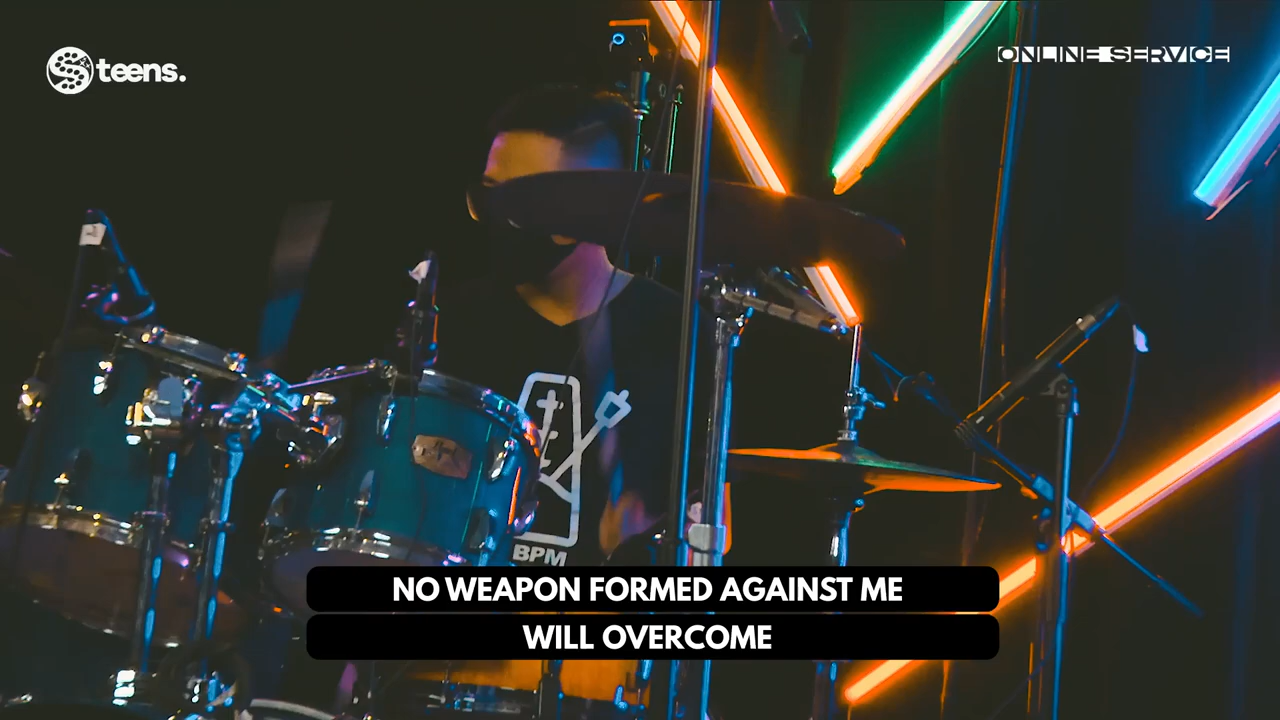 teens.
ONLINE SERVICE
BPM
NO WEAPON FORMED AGAINST ME
WILL OVERCOME